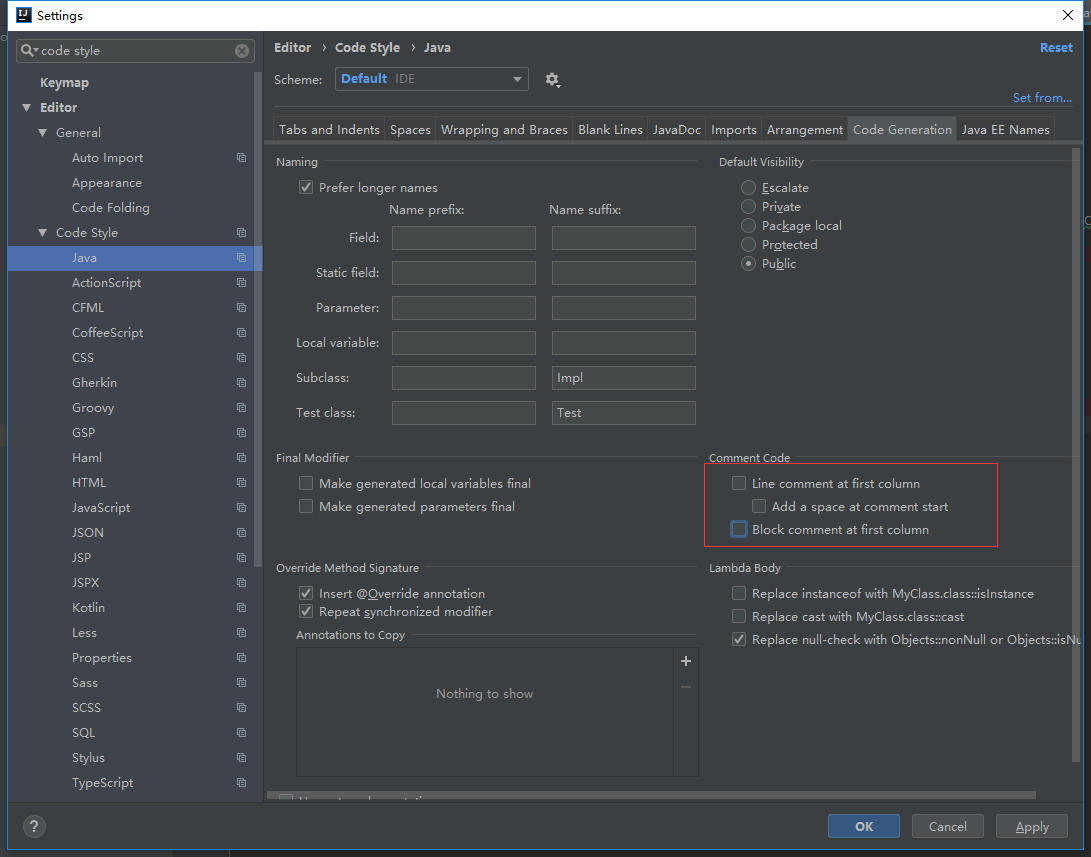 Settings
code style
Keymap
Editor
General
Auto Import
Appearance
Code Folding
Code Style
Java
ActionScript
CFML
CoffeeScript
CSS
Gherkin
Groovy
GSP
Haml
HTML
JavaScript
JSON
JSP
JSPX
Kotlin
Less
Properties
Sass
SCSS
SQL
Stylus
TypeScript
Editor › Code Style › Java
Reset
Scheme: Default IDE
Set from...
Tabs and Indents Spaces Wrapping and Braces Blank Lines JavaDoc Imports Arrangement Code Generation Java EE Names
Naming
Prefer longer names
Name prefix: Name suffix:
Field:
Static field:
Parameter:
Local variable:
Subclass: Impl
Test class: Test
Default Visibility
Escalate
Private
Package local
Protected
Public
Final Modifier
Make generated local variables final
Make generated parameters final
Comment Code
Line comment at first column
Add a space at comment start
Block comment at first column
Override Method Signature
Insert @Override annotation
Repeat synchronized modifier
Annotations to Copy
Nothing to show
Lambda Body
Replace instanceof with MyClass.class::isInstance
Replace cast with MyClass.class::cast
Replace null-check with Objects::nonNull or Objects::isNu
?
OK Cancel Apply